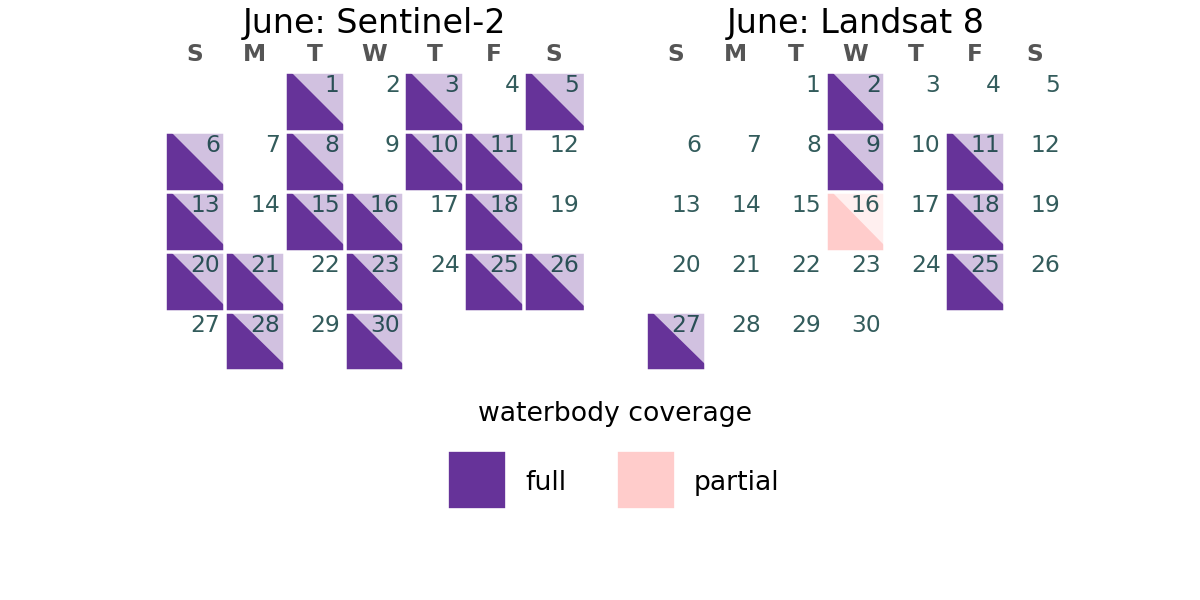 June: Sentinel-2
S M T W T F S
1 2 3 4 5
6 7 8 9 10 11 12
13 14 15 16 17 18 19
20 21 22 23 24 25 26
27 28 29 30
June: Landsat 8
S M T W T F S
1 2 3 4 5
6 7 8 9 10 11 12
13 14 15 16 17 18 19
20 21 22 23 24 25 26
27 28 29 30
waterbody coverage
full partial